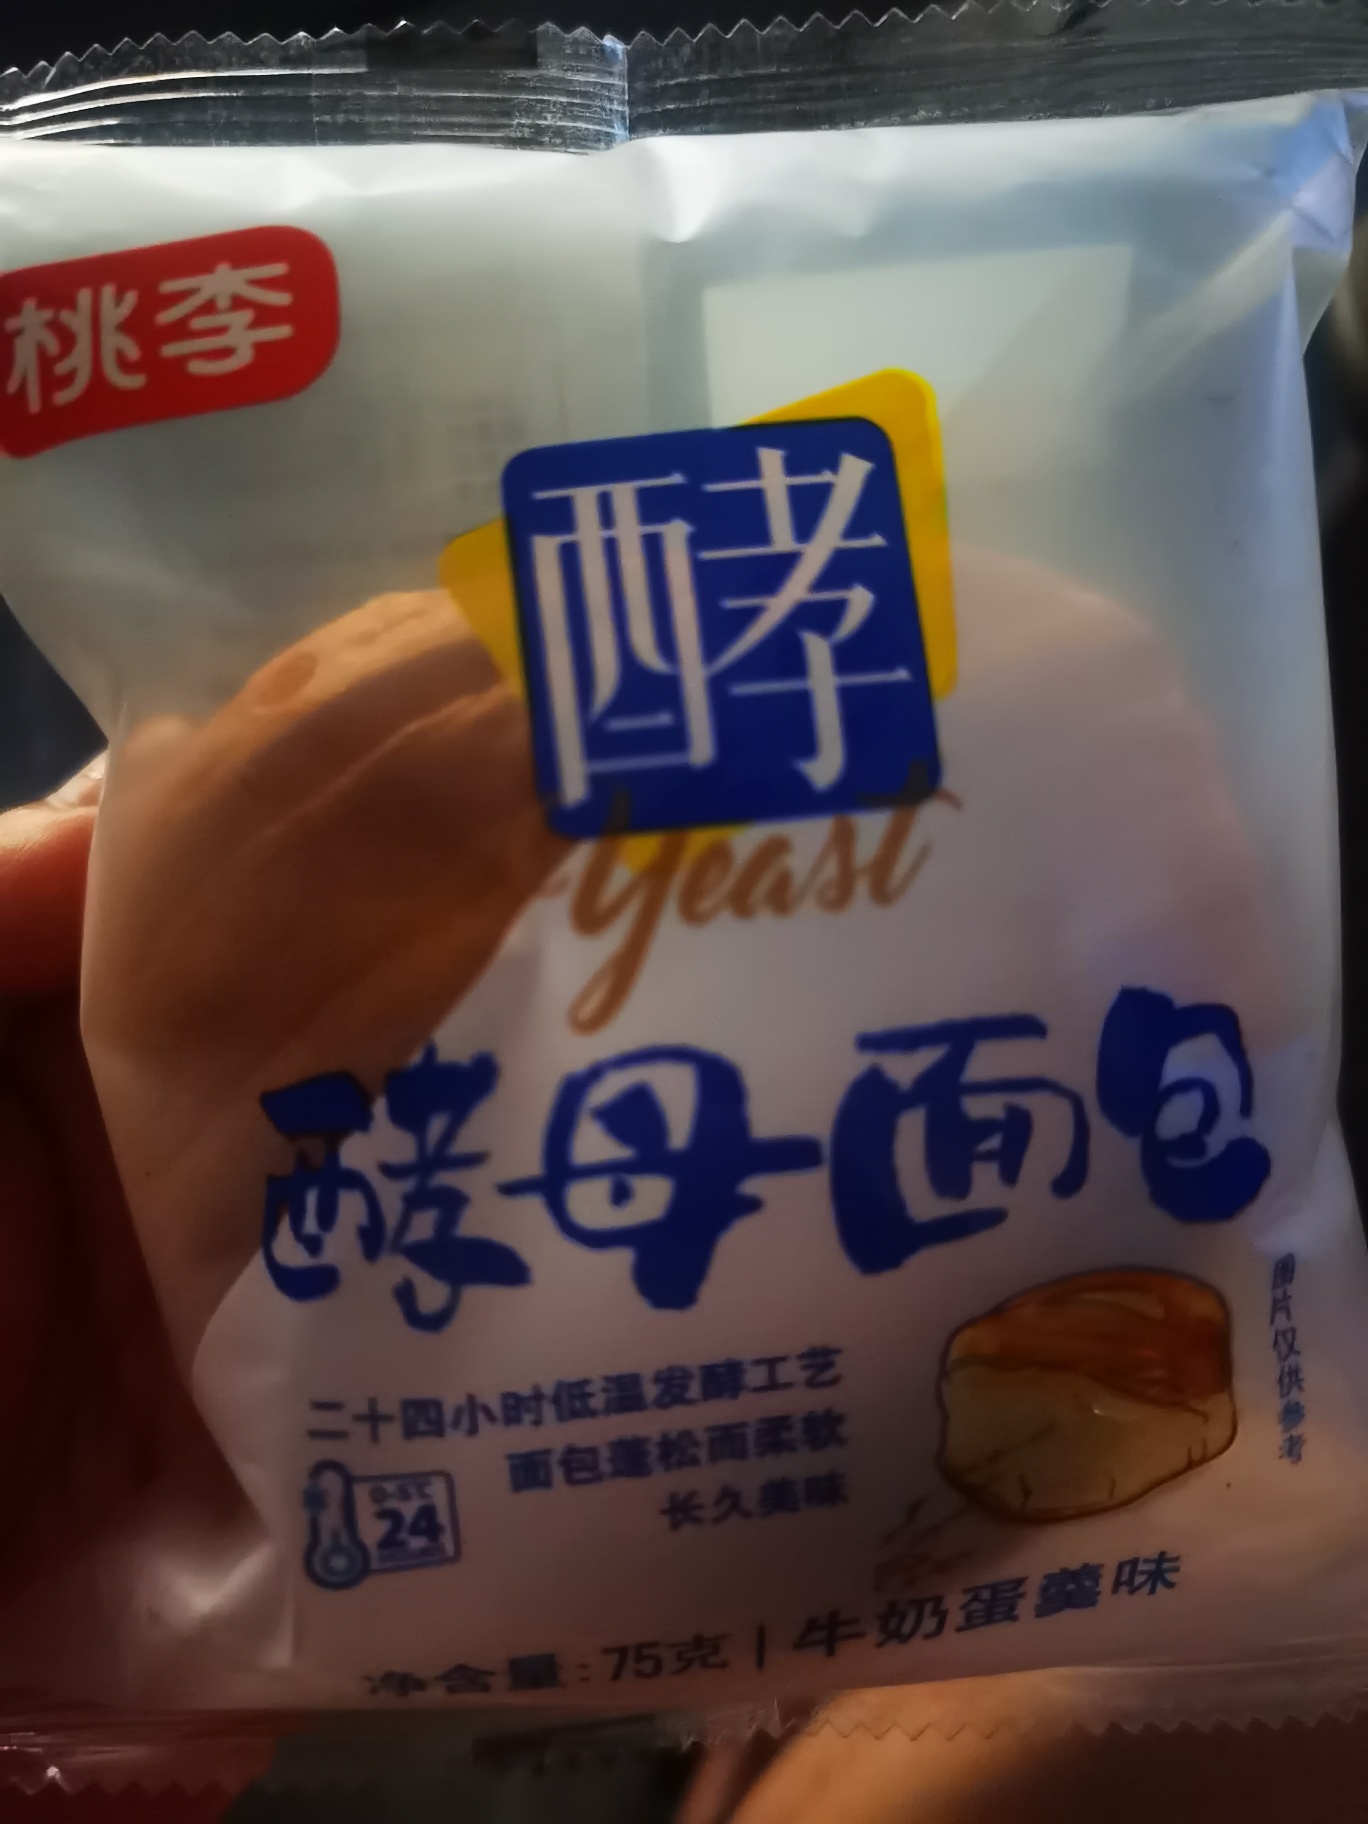 桃李
酵
Yeast
酵母面包
二十四小时低温发酵工艺
面包蓬松而柔软
长久美味
0-5℃
24
图片仅供参考
净含量:75克 | 牛奶蛋羹味